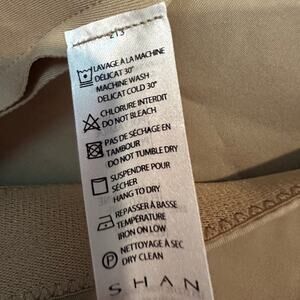 213
LAVAGE À LA MACHINE
DÉLICAT 30°
MACHINE WASH
DELICAT COLD 30°
CHLORURE INTERDIT
DO NOT BLEACH
PAS DE SÉCHAGE EN
TAMBOUR
DO NOT TUMBLE DRY
SUSPENDRE POUR
SÉCHER
HANG TO DRY
REPASSER À BASSE
TEMPÉRATURE
IRON ON LOW
NETTOYAGE À SEC
P DRY CLEAN
SHAN